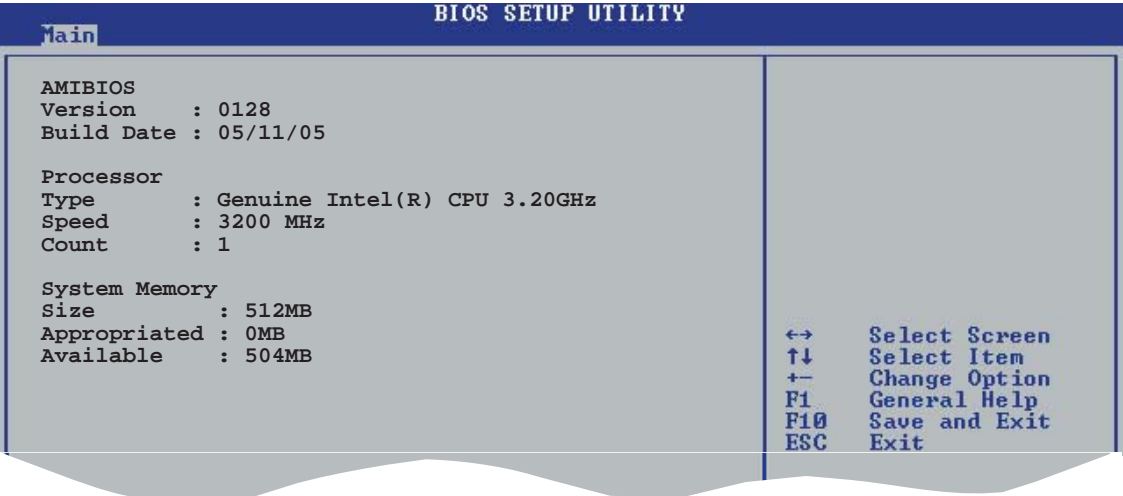 BIOS SETUP UTILITY
Main
AMIBIOS
Version : 0128
Build Date : 05/11/05
Processor
Type : Genuine Intel(R) CPU 3.20GHz
Speed : 3200 MHz
Count : 1
System Memory
Size : 512MB
Appropriated : 0MB
Available : 504MB
←→ Select Screen
↑↓ Select Item
+- Change Option
F1 General Help
F10 Save and Exit
ESC Exit